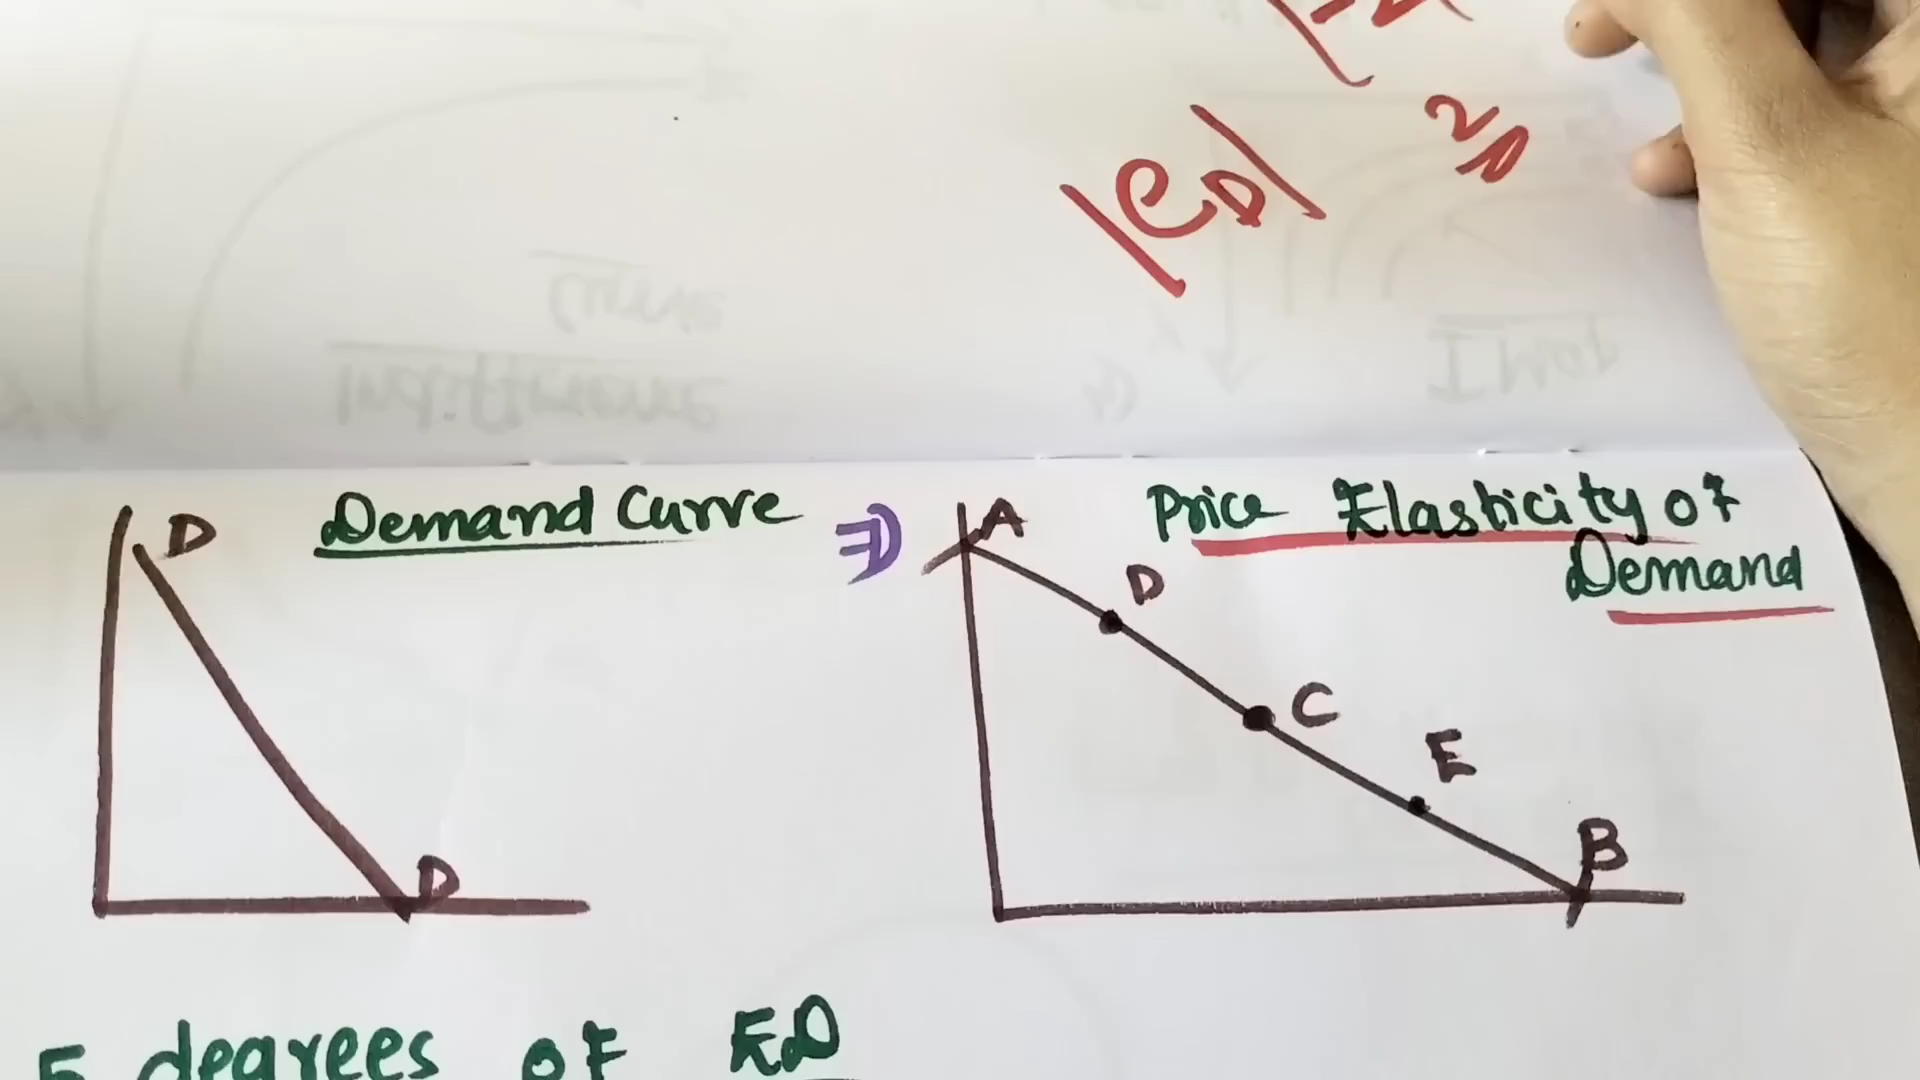 |eD|
Demand Curve
D
D
⇒
Price Elasticity of
Demand
A
D
C
E
B
5 degrees of ED